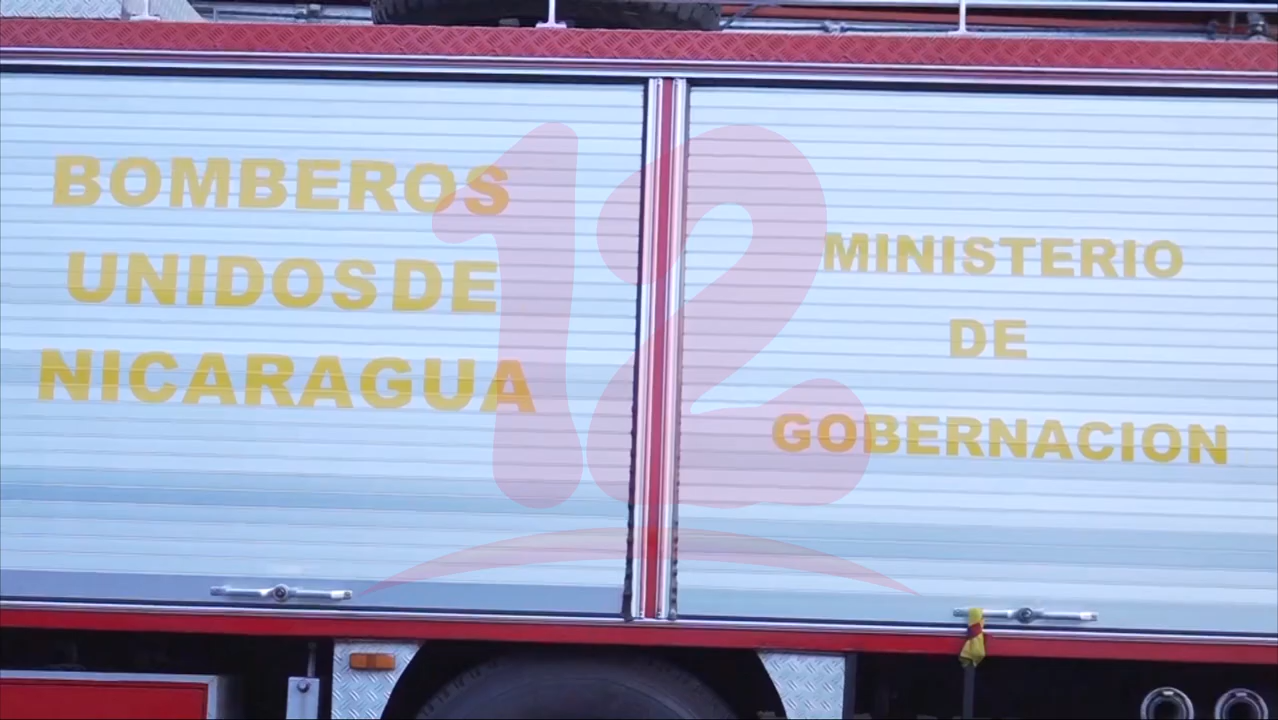 BOMBEROS
UNIDOS DE
NICARAGUA
MINISTERIO
DE
GOBERNACION
12